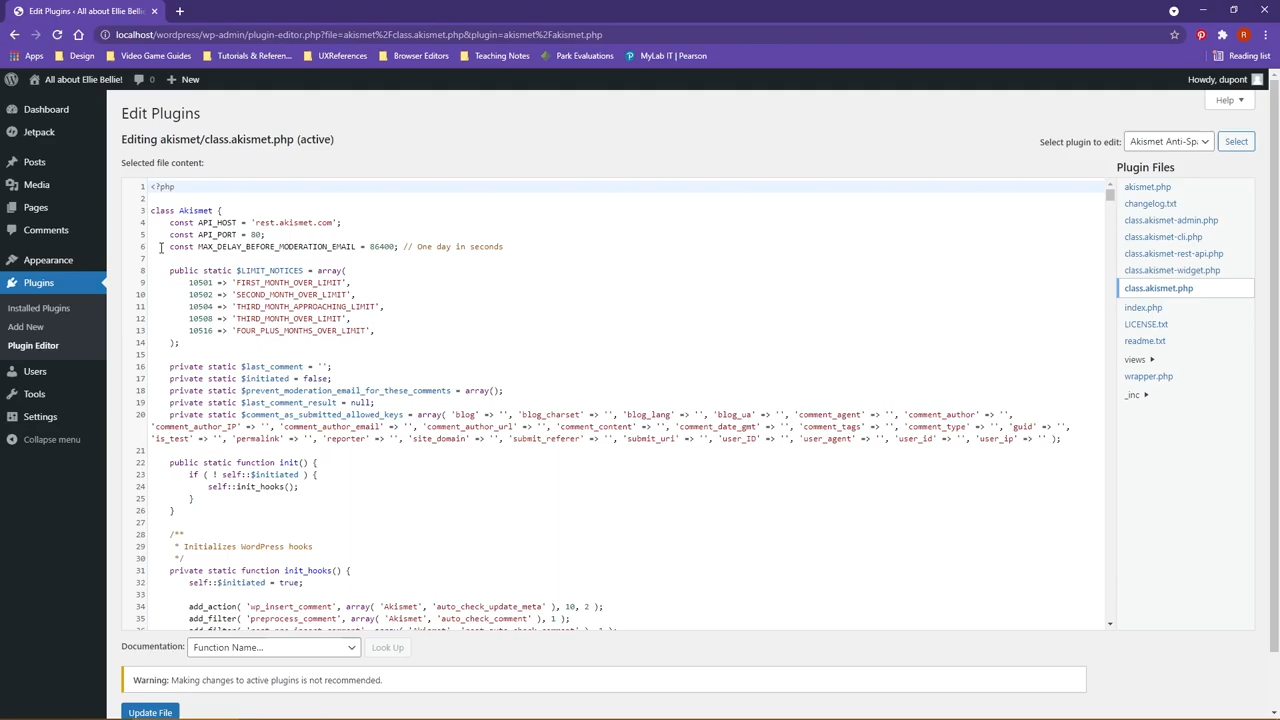 Edit Plugins ‹ All about Ellie Bellie
localhost/wordpress/wp-admin/plugin-editor.php?file=akismet%2Fclass.akismet.php&plugin=akismet%2Fakismet.php
R
Apps Design Video Game Guides Tutorials & Referen... UXReferences Browser Editors Textbooks/Novels Park Evaluations MyLab IT | Pearson Reading list
All about Ellie Bellie! 0 New Howdy, dupont
Help
Dashboard
Jetpack
Posts
Media
Pages
Comments
Appearance
Plugins
Installed Plugins
Add New
Plugin Editor
Users
Tools
Settings
Collapse menu
Edit Plugins
Editing akismet/class.akismet.php (active)
Select plugin to edit: Akismet Anti-Sp Select
Selected file content:
1 <?php
2
3 class Akismet {
4 const API_HOST = 'rest.akismet.com';
5 const API_PORT = 80;
6 const MAX_DELAY_BEFORE_MODERATION_EMAIL = 86400; // One day in seconds
7
8 public static $LIMIT_NOTICES = array(
9 10501 => 'FIRST_MONTH_OVER_LIMIT',
10 10502 => 'SECOND_MONTH_OVER_LIMIT',
11 10504 => 'THIRD_MONTH_APPROACHING_LIMIT',
12 10508 => 'THIRD_MONTH_OVER_LIMIT',
13 10516 => 'FOUR_PLUS_MONTHS_OVER_LIMIT',
14 );
15
16 private static $last_comment = '';
17 private static $initiated = false;
18 private static $prevent_moderation_email_for_these_comments = array();
19 private static $last_comment_result = null;
20 private static $comment_as_submitted_allowed_keys = array( 'blog' => '', 'blog_charset' => '', 'blog_lang' => '', 'blog_ua' => '', 'comment_agent' => '', 'comment_author' => '',
'comment_author_IP' => '', 'comment_author_email' => '', 'comment_author_url' => '', 'comment_content' => '', 'comment_date_gmt' => '', 'comment_tags' => '', 'comment_type' => '', 'guid' => '',
'is_test' => '', 'permalink' => '', 'reporter' => '', 'site_domain' => '', 'submit_referer' => '', 'submit_uri' => '', 'user_ID' => '', 'user_agent' => '', 'user_id' => '', 'user_ip' => '' );
21
22 public static function init() {
23 if ( ! self::$initiated ) {
24 self::init_hooks();
25 }
26 }
27
28 /**
29 * Initializes WordPress hooks
30 */
31 private static function init_hooks() {
32 self::$initiated = true;
33
34 add_action( 'wp_insert_comment', array( 'Akismet', 'auto_check_update_meta' ), 10, 2 );
35 add_filter( 'preprocess_comment', array( 'Akismet', 'auto_check_comment' ), 1 );
Plugin Files
akismet.php
changelog.txt
class.akismet-admin.php
class.akismet-cli.php
class.akismet-rest-api.php
class.akismet-widget.php
class.akismet.php
index.php
LICENSE.txt
readme.txt
views
wrapper.php
_inc
Documentation: Function Name... Look Up
Warning: Making changes to active plugins is not recommended.
Update File